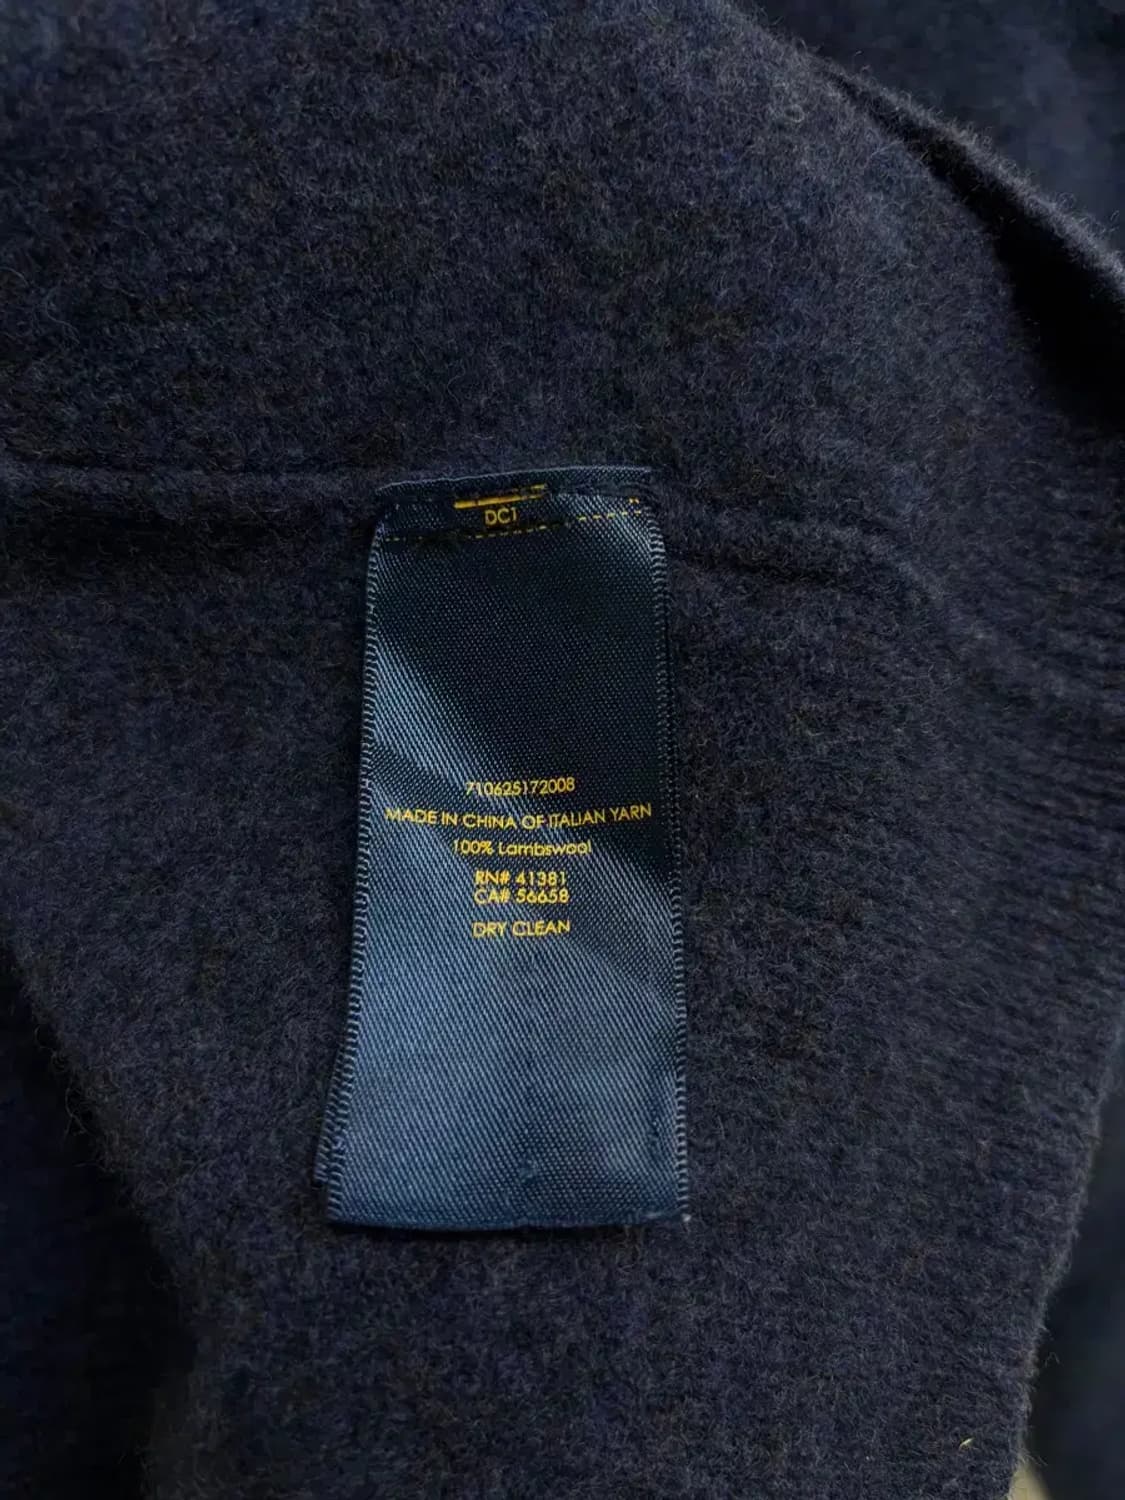 DC1
710625172008
MADE IN CHINA OF ITALIAN YARN
100% Lambswool
RN# 41381
CA# 56658
DRY CLEAN